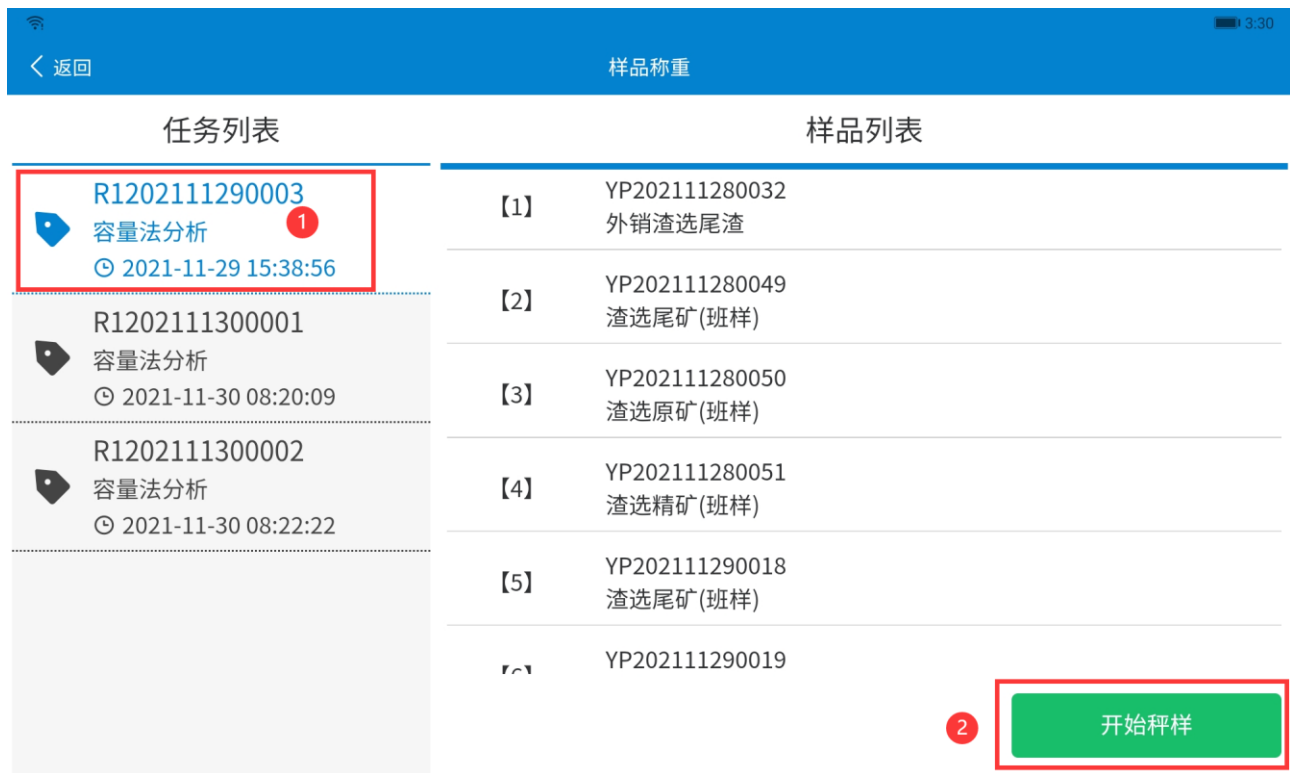 3:30
返回
样品称重
任务列表
样品列表
R1202111290003
1
容量法分析
2021-11-29 15:38:56
R1202111300001
容量法分析
2021-11-30 08:20:09
R1202111300002
容量法分析
2021-11-30 08:22:22
【1】
YP202111280032
外销渣选尾渣
【2】
YP202111280049
渣选尾矿(班样)
【3】
YP202111280050
渣选原矿(班样)
【4】
YP202111280051
渣选精矿(班样)
【5】
YP202111290018
渣选尾矿(班样)
YP202111290019
2
开始秤样